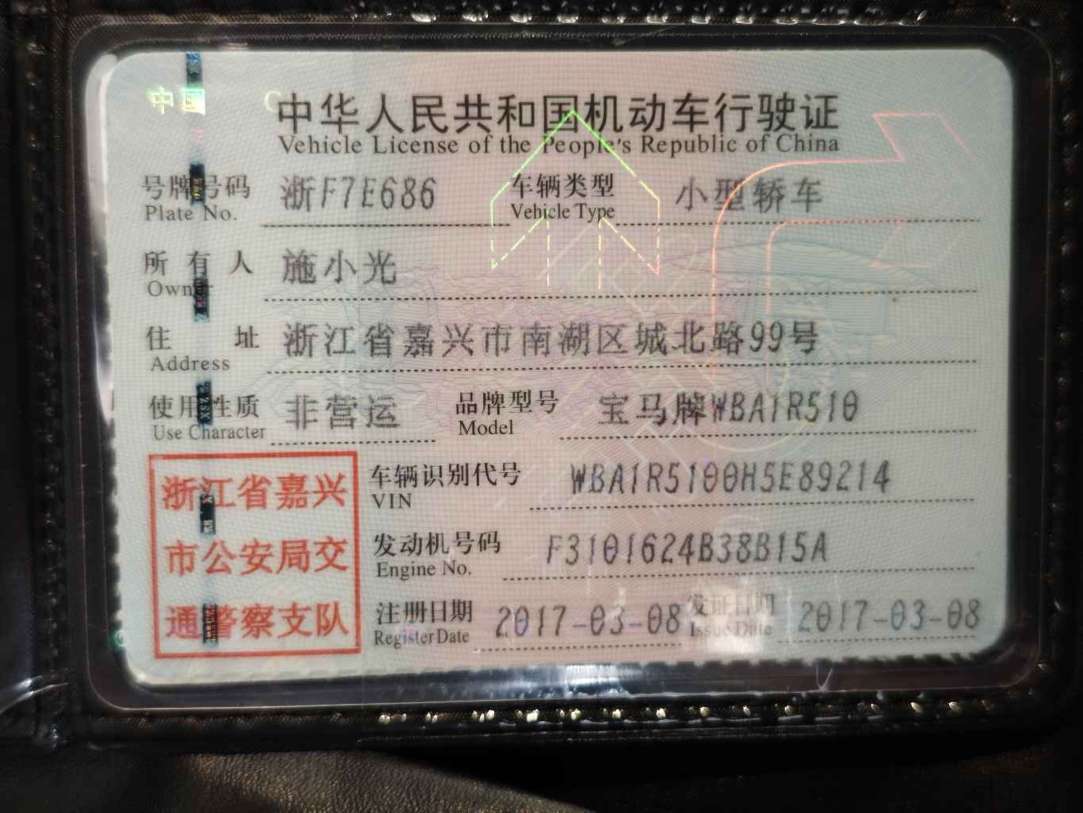 中国
中华人民共和国机动车行驶证
Vehicle License of the People's Republic of China
号牌号码 浙F7E686 车辆类型 小型轿车
Plate No. Vehicle Type
所有人 施小光
Owner
住址 浙江省嘉兴市南湖区城北路99号
Address
使用性质 非营运 品牌型号 宝马牌WBA1R510
Use Character Model
浙江省嘉兴 车辆识别代号 WBA1R5100H5E89214
VIN
市公安局交 发动机号码 F3101624B38B15A
Engine No.
通警察支队 注册日期 2017-03-08 发证日期 2017-03-08
Register Date Issue Date